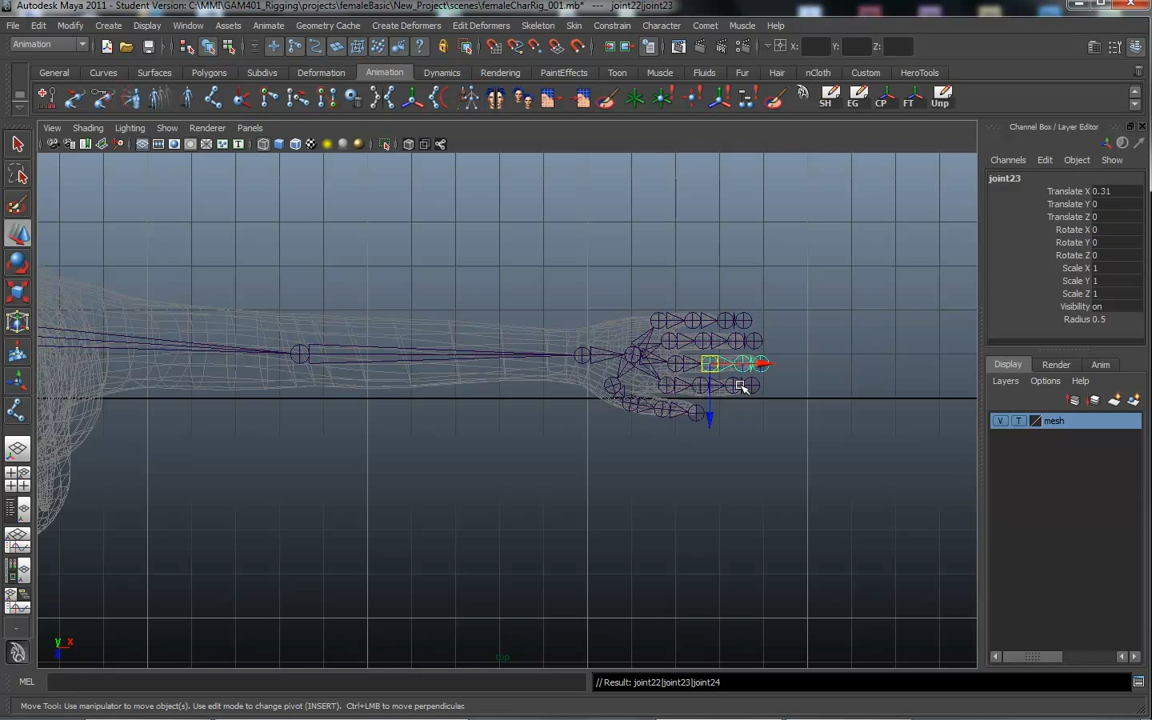 Autodesk Maya 2011 - Student Version: C:\MMI\GAM401_Rigging\projects\femaleBasic\New_Project\scenes\femaleCharRig_001.mb* --- joint22|joint23
File Edit Modify Create Display Window Assets Animate Geometry Cache Create Deformers Edit Deformers Skeleton Skin Constrain Character Comet Muscle Help
Animation X: Y: Z:
General Curves Surfaces Polygons Subdivs Deformation Animation Dynamics Rendering PaintEffects Toon Muscle Fluids Fur Hair nCloth Custom HeroTools
SH EG CP FT Unp
View Shading Lighting Show Renderer Panels
Channel Box / Layer Editor
Channels Edit Object Show
joint23
Translate X 0.31
Translate Y 0
Translate Z 0
Rotate X 0
Rotate Y 0
Rotate Z 0
Scale X 1
Scale Y 1
Scale Z 1
Visibility on
Radius 0.5
Display Render Anim
Layers Options Help
V T mesh
y x
top
MEL // Result: joint22|joint23|joint24
Move Tool: Use manipulator to move object(s). Use edit mode to change pivot (INSERT). Ctrl+LMB to move perpendicular.